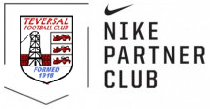 TEVERSAL
FOOTBALL CLUB
FORMED
1918
NIKE
PARTNER
CLUB